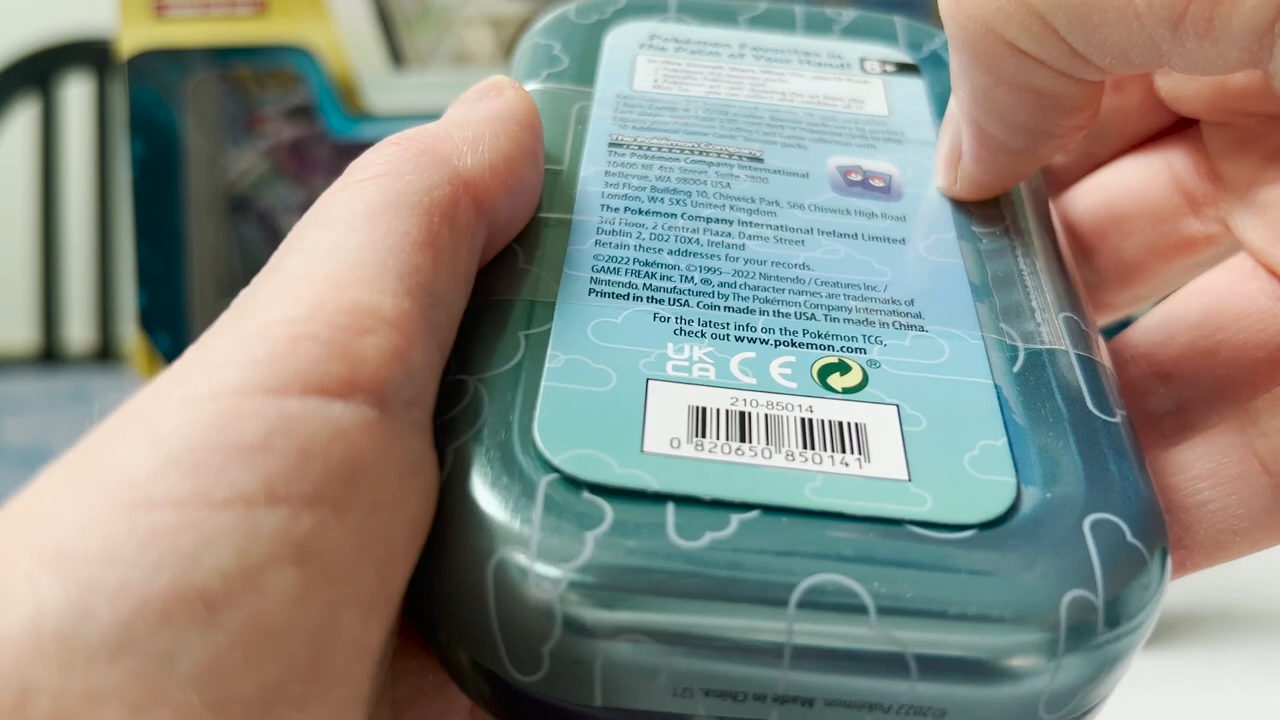 Pokémon Favorites in
the Palm of Your Hand!
6+
The Pokémon Company
INTERNATIONAL
The Pokémon Company International
10400 NE 4th Street, Suite 2800
Bellevue, WA 98004 USA
3rd Floor Building 10, Chiswick Park, 566 Chiswick High Road
London, W4 5XS United Kingdom
The Pokémon Company International Ireland Limited
3rd Floor, 2 Central Plaza, Dame Street
Dublin 2, D02 T0X4, Ireland
Retain these addresses for your records.
©2022 Pokémon. ©1995–2022 Nintendo / Creatures Inc. /
GAME FREAK inc. TM, ®, and character names are trademarks of
Nintendo. Manufactured by The Pokémon Company International.
Printed in the USA. Coin made in the USA. Tin made in China.
For the latest info on the Pokémon TCG,
check out www.pokemon.com
UK
CA CE ®
210-85014
0 820650 850141
©2022 Pokémon. Made in China.